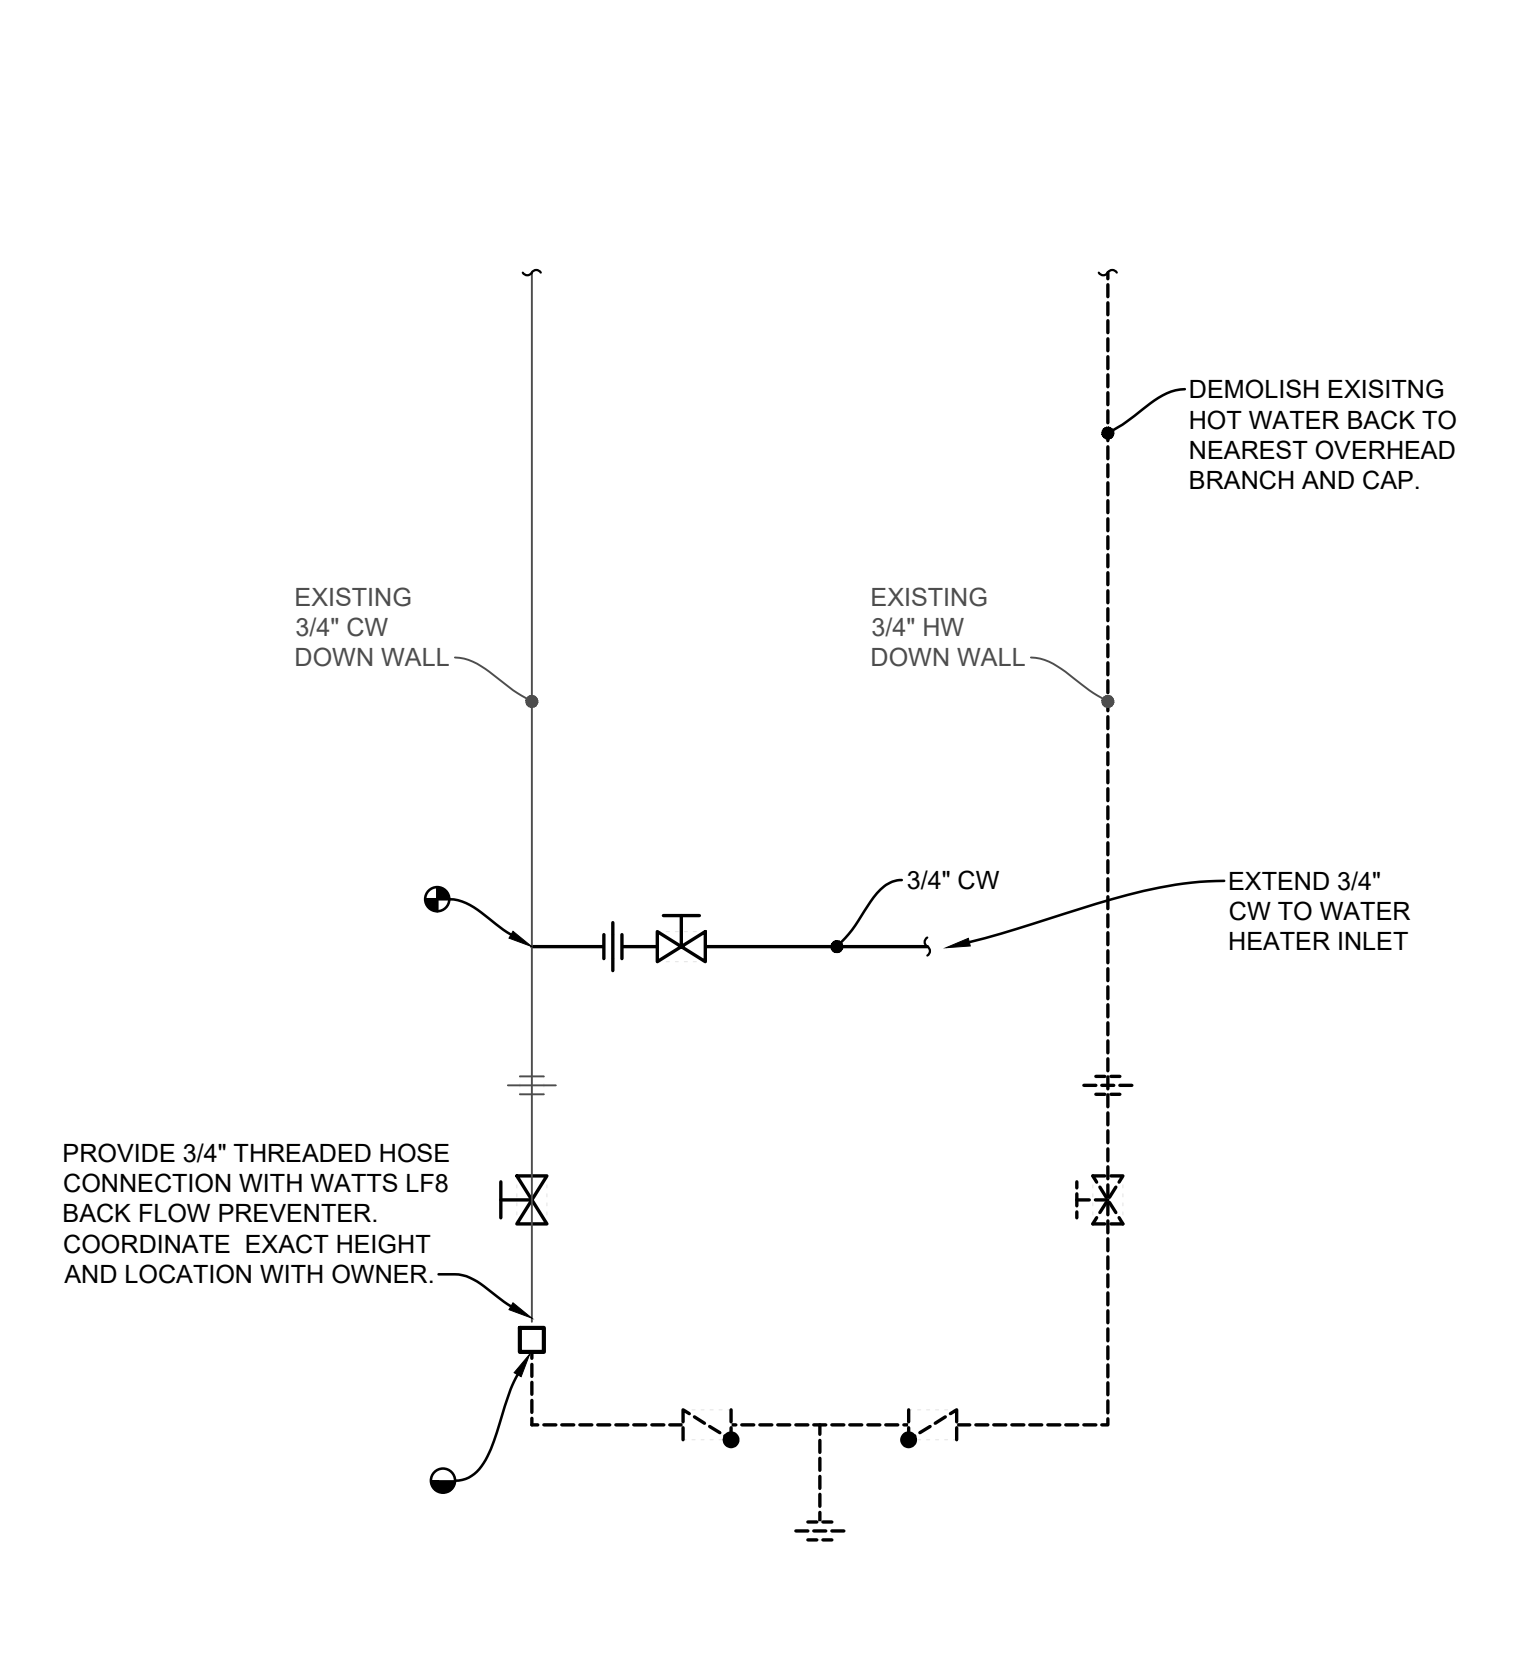 DEMOLISH EXISITNG
HOT WATER BACK TO
NEAREST OVERHEAD
BRANCH AND CAP.
EXISTING
3/4" CW
DOWN WALL
EXISTING
3/4" HW
DOWN WALL
3/4" CW
EXTEND 3/4"
CW TO WATER
HEATER INLET
PROVIDE 3/4" THREADED HOSE
CONNECTION WITH WATTS LF8
BACK FLOW PREVENTER.
COORDINATE  EXACT HEIGHT
AND LOCATION WITH OWNER.